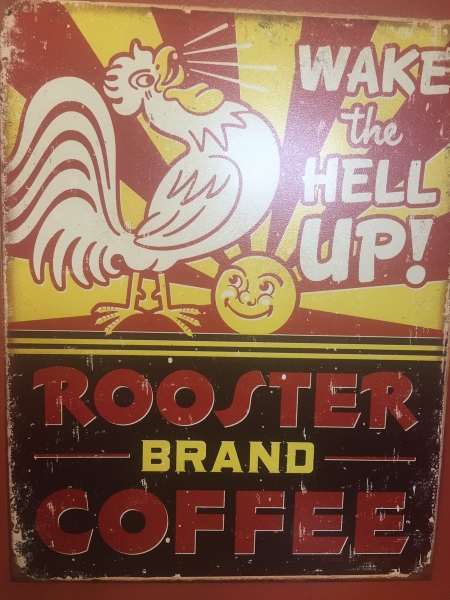 WAKE
the
HELL
UP!
ROOSTER
BRAND
COFFEE